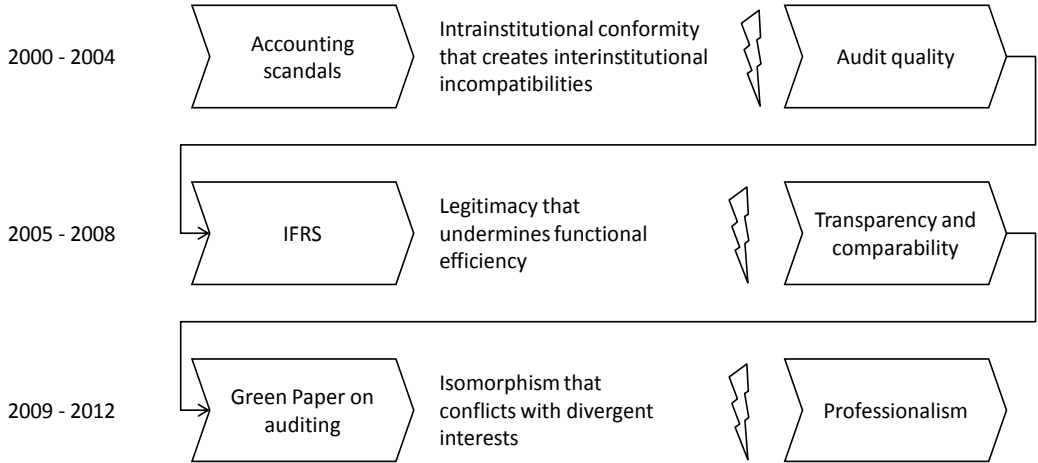 2000 - 2004
Accounting
scandals
Intrainstitutional conformity
that creates interinstitutional
incompatibilities
Audit quality
2005 - 2008
IFRS
Legitimacy that
undermines functional
efficiency
Transparency and
comparability
2009 - 2012
Green Paper on
auditing
Isomorphism that
conflicts with divergent
interests
Professionalism